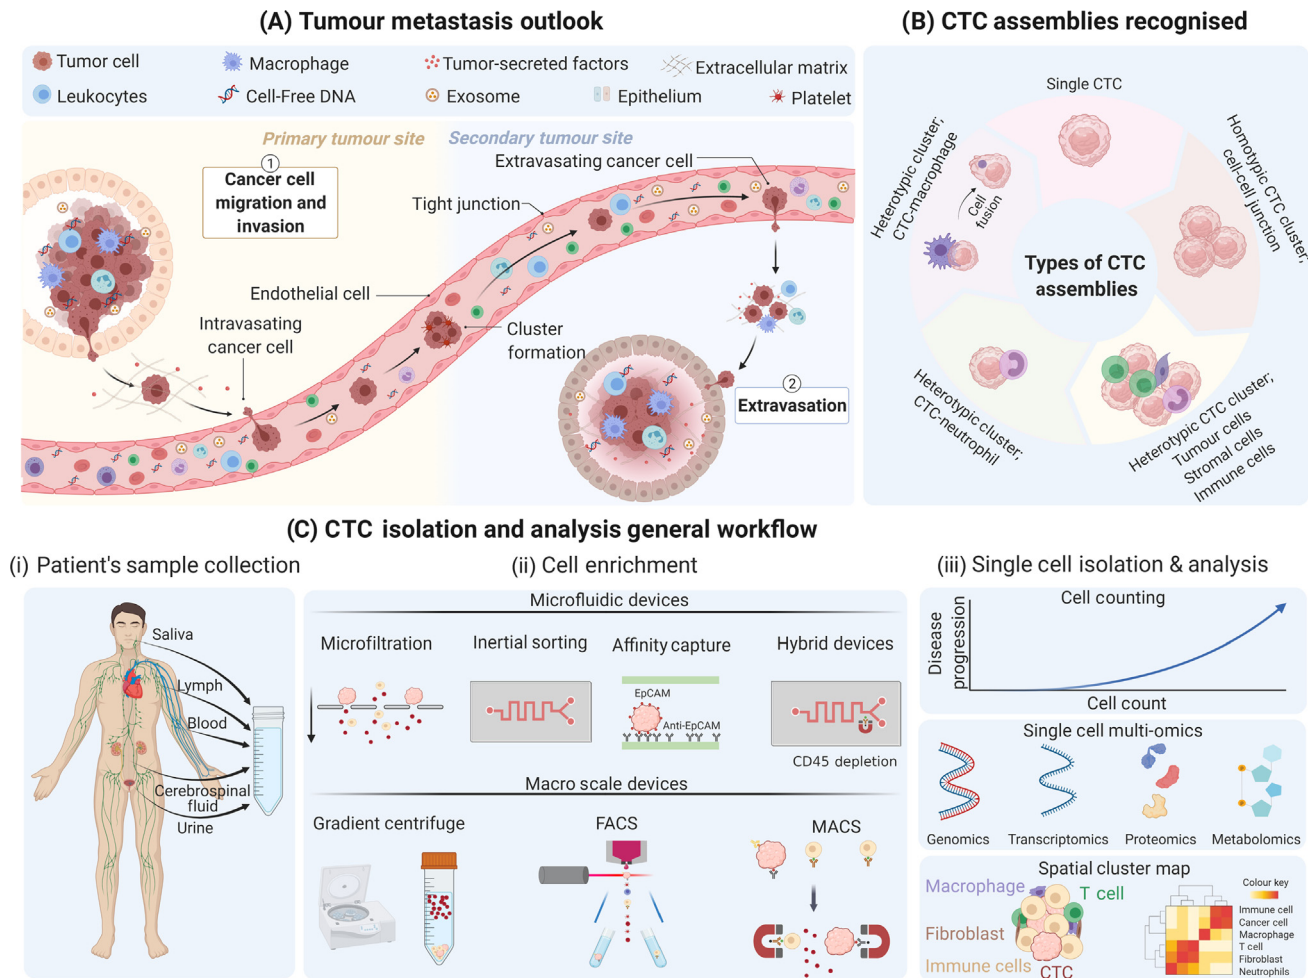 (A) Tumour metastasis outlook
Tumor cell
Macrophage
Tumor-secreted factors
Extracellular matrix
Leukocytes
Cell-Free DNA
Exosome
Epithelium
Platelet
Primary tumour site
Secondary tumour site
1
Cancer cell
migration and
invasion
Extravasating cancer cell
Tight junction
Endothelial cell
Intravasating
cancer cell
Cluster
formation
2
Extravasation
(B) CTC assemblies recognised
Single CTC
Homotypic CTC cluster;
cell-cell junction
Heterotypic cluster;
CTC-macrophage
Cell
fusion
Types of CTC
assemblies
Heterotypic cluster;
CTC-neutrophil
Heterotypic CTC cluster;
Tumour cells
Stromal cells
Immune cells
(C) CTC isolation and analysis general workflow
(i) Patient's sample collection
Saliva
Lymph
Blood
Cerebrospinal
fluid
Urine
(ii) Cell enrichment
Microfluidic devices
Microfiltration
Inertial sorting
Affinity capture
Hybrid devices
EpCAM
Anti-EpCAM
CD45 depletion
Macro scale devices
Gradient centrifuge
FACS
MACS
(iii) Single cell isolation & analysis
Cell counting
Disease
progression
Cell count
Single cell multi-omics
Genomics
Transcriptomics
Proteomics
Metabolomics
Spatial cluster map
Macrophage
T cell
Fibroblast
Immune cells
CTC
Colour key
Immune cell
Cancer cell
Macrophage
T cell
Fibroblast
Neutrophils